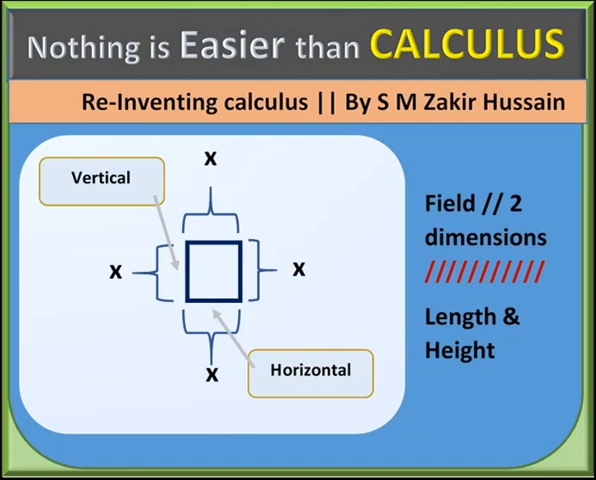 Nothing is Easier than CALCULUS
Re-Inventing calculus || By S M Zakir Hussain
x
Vertical
Field // 2
dimensions
x
x
///////////
Length &
Height
Horizontal
x